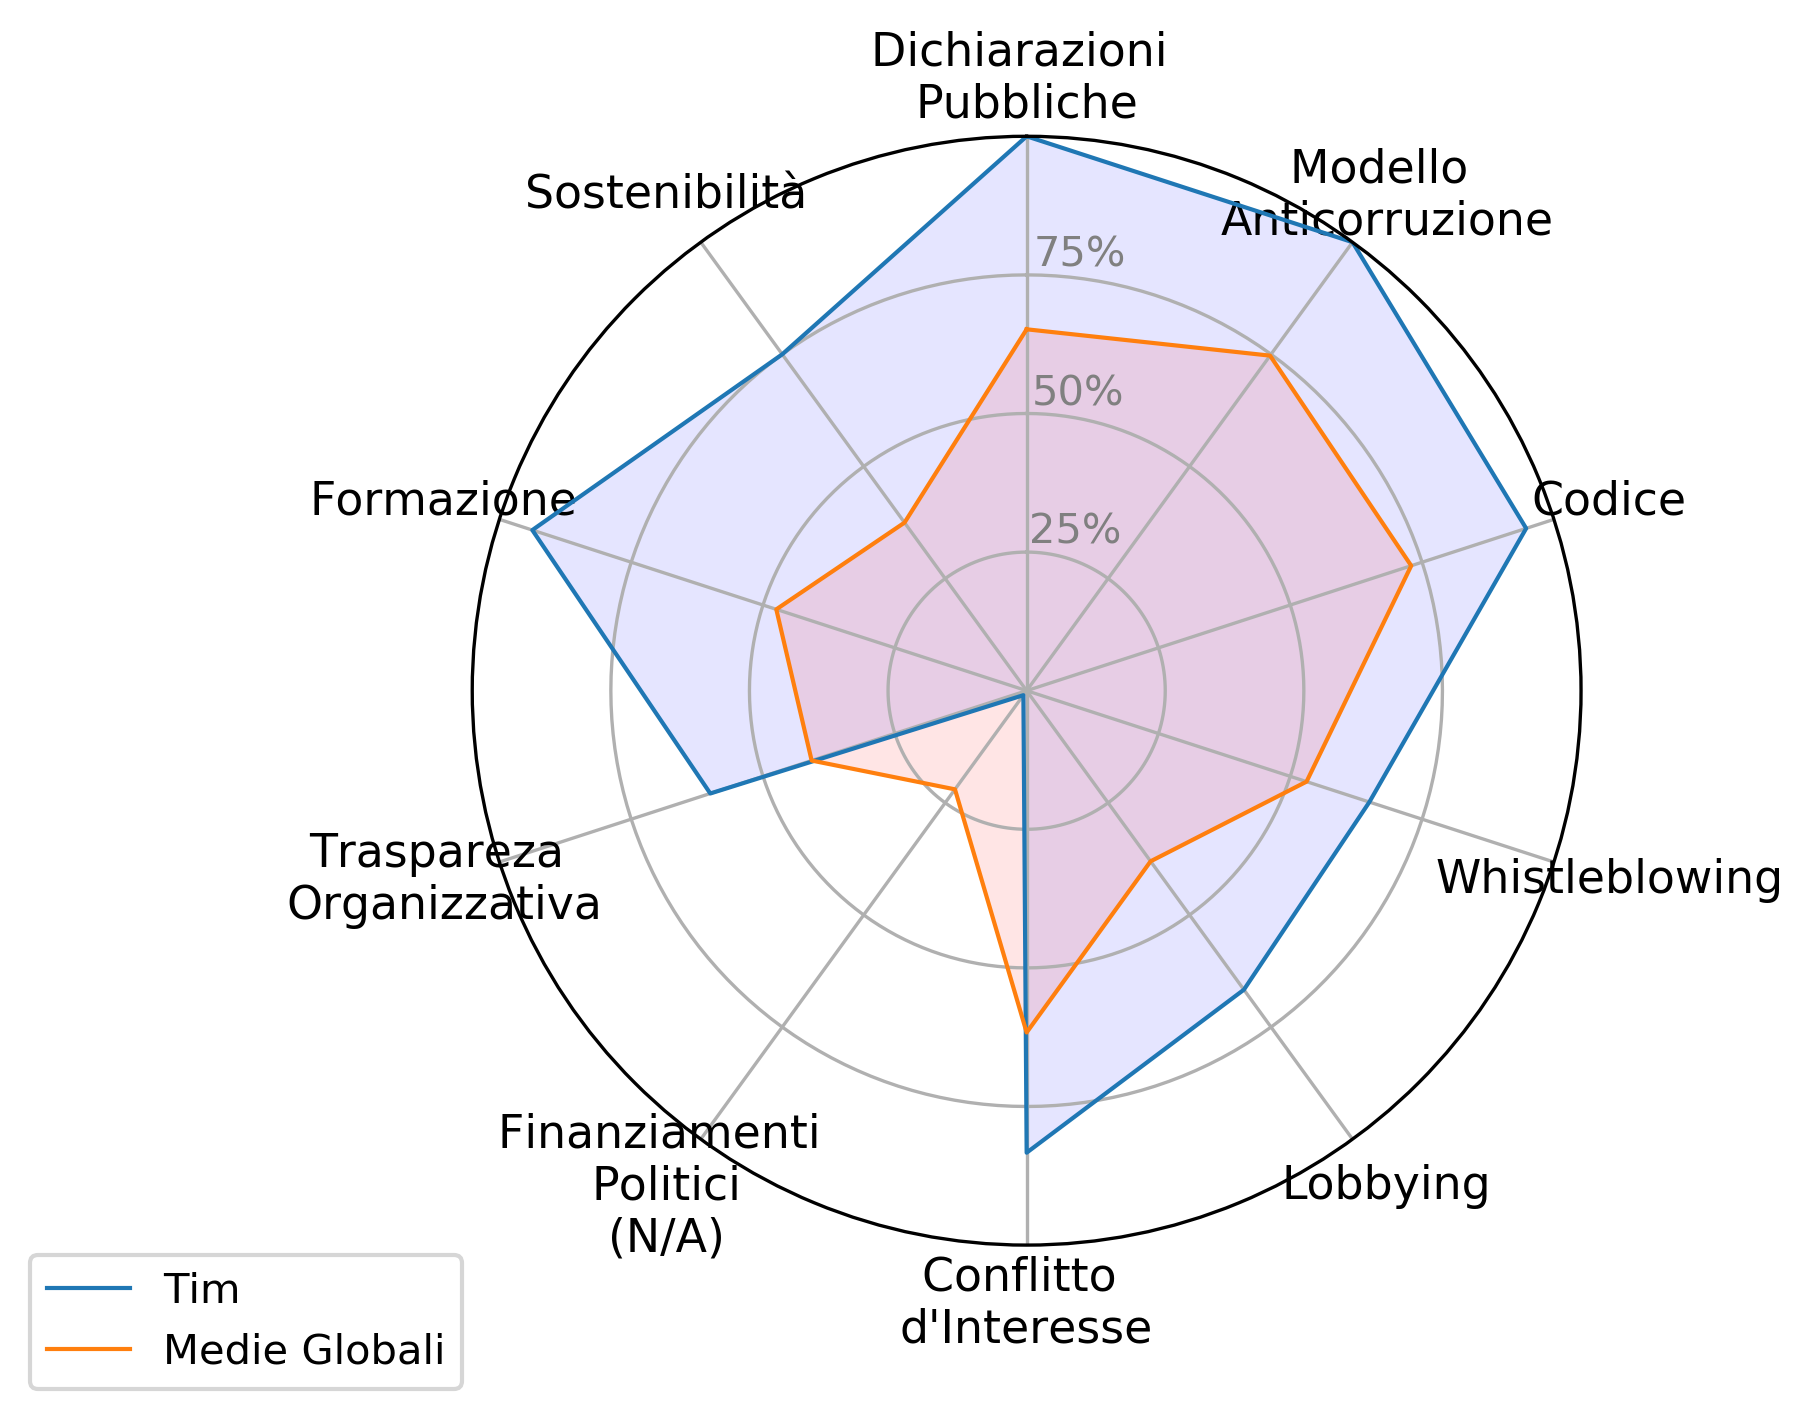 Dichiarazioni
Pubbliche
Modello
Anticorruzione
Sostenibilità
75%
50%
25%
Formazione
Codice
Traspareza
Organizzativa
Whistleblowing
Finanziamenti
Politici
(N/A)
Lobbying
Conflitto
d'Interesse
Tim
Medie Globali